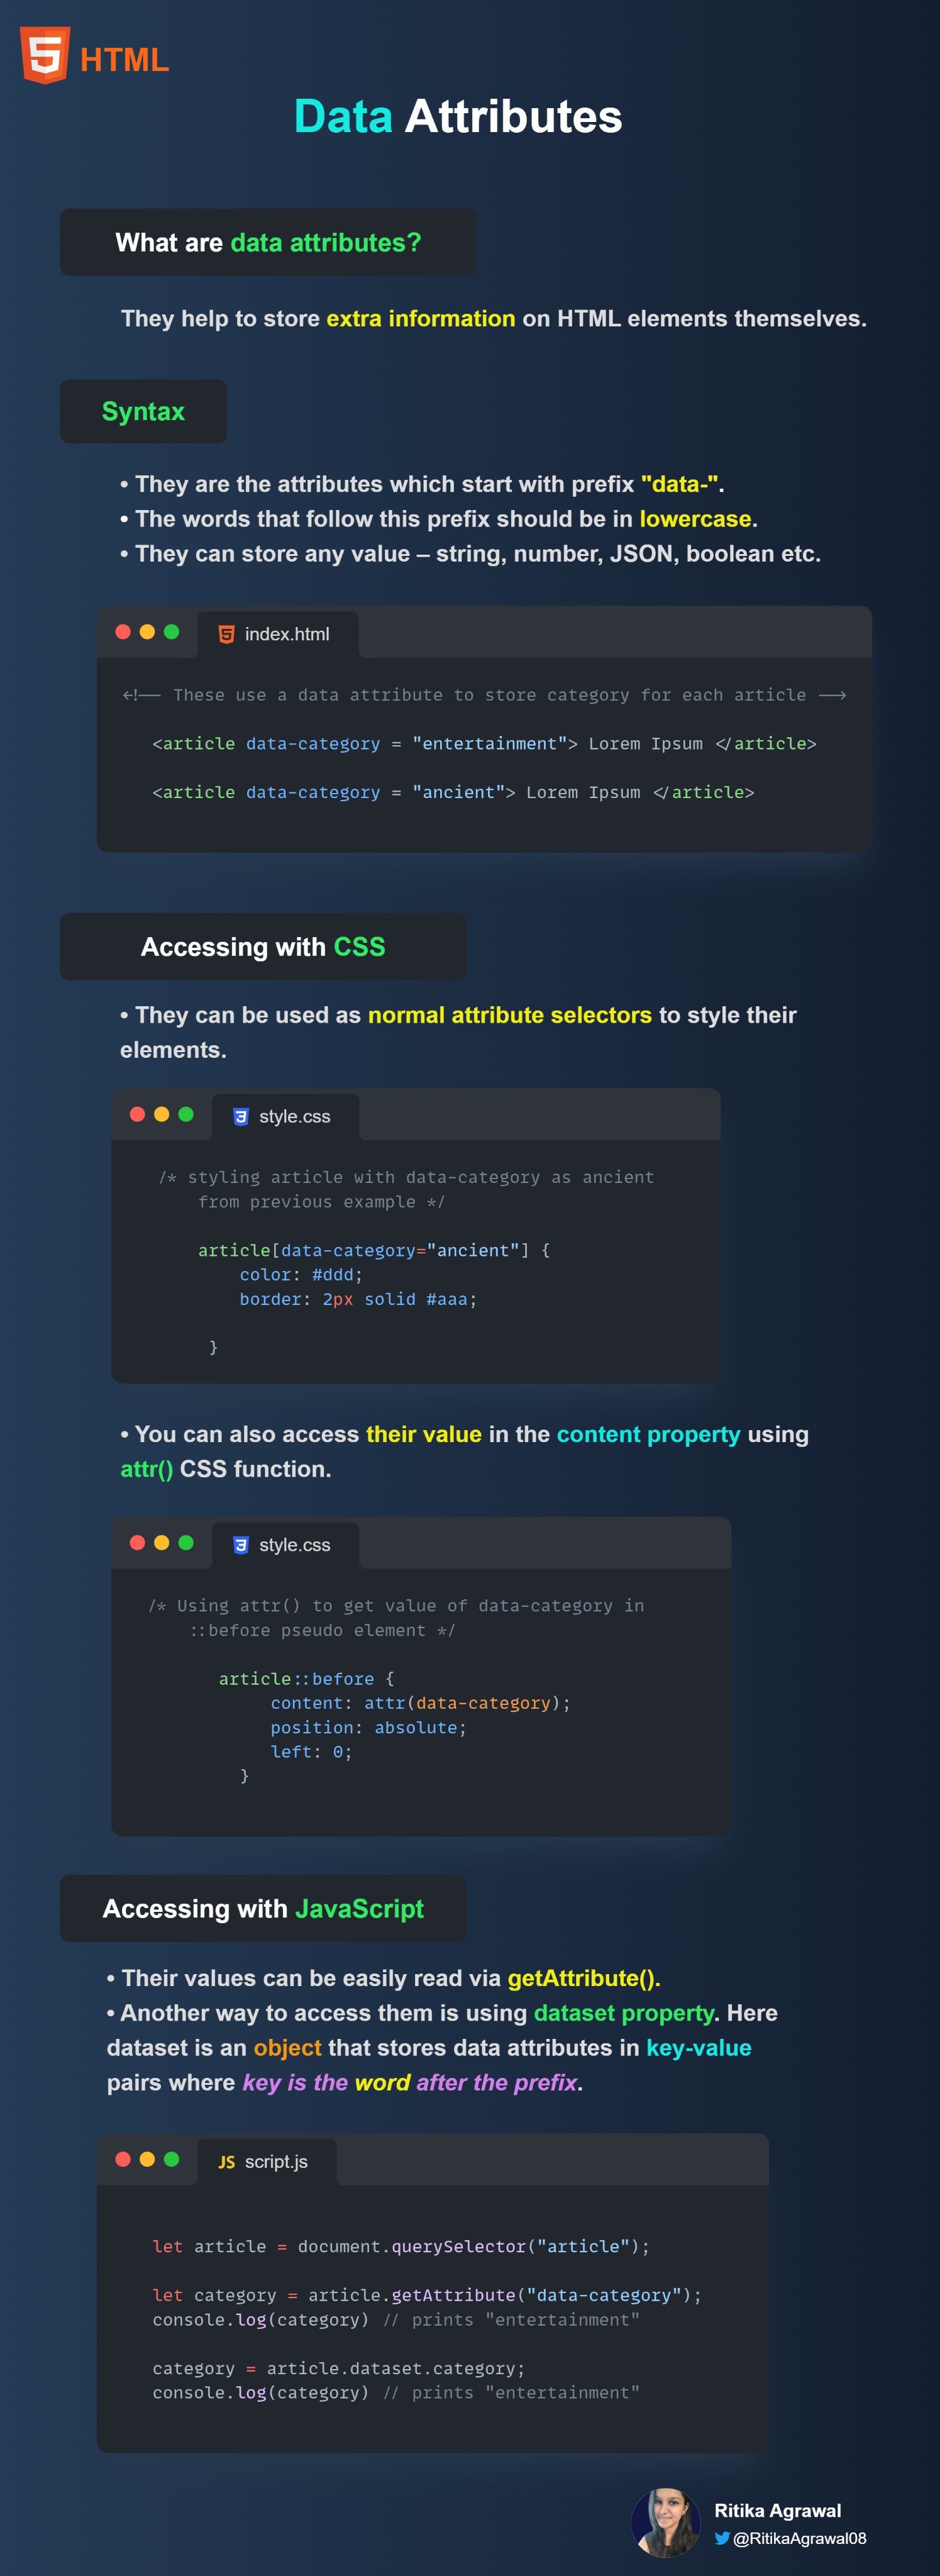 HTML
Data Attributes
What are data attributes?
They help to store extra information on HTML elements themselves.
Syntax
• They are the attributes which start with prefix "data-".
• The words that follow this prefix should be in lowercase.
• They can store any value – string, number, JSON, boolean etc.
index.html
<!-- These use a data attribute to store category for each article -->
<article data-category = "entertainment"> Lorem Ipsum </article>
<article data-category = "ancient"> Lorem Ipsum </article>
Accessing with CSS
• They can be used as normal attribute selectors to style their
elements.
style.css
/* styling article with data-category as ancient
from previous example */
article[data-category="ancient"] {
color: #ddd;
border: 2px solid #aaa;
}
• You can also access their value in the content property using
attr() CSS function.
style.css
/* Using attr() to get value of data-category in
::before pseudo element */
article::before {
content: attr(data-category);
position: absolute;
left: 0;
}
Accessing with JavaScript
• Their values can be easily read via getAttribute().
• Another way to access them is using dataset property. Here
dataset is an object that stores data attributes in key-value
pairs where key is the word after the prefix.
JS script.js
let article = document.querySelector("article");
let category = article.getAttribute("data-category");
console.log(category) // prints "entertainment"
category = article.dataset.category;
console.log(category) // prints "entertainment"
Ritika Agrawal
@RitikaAgrawal08